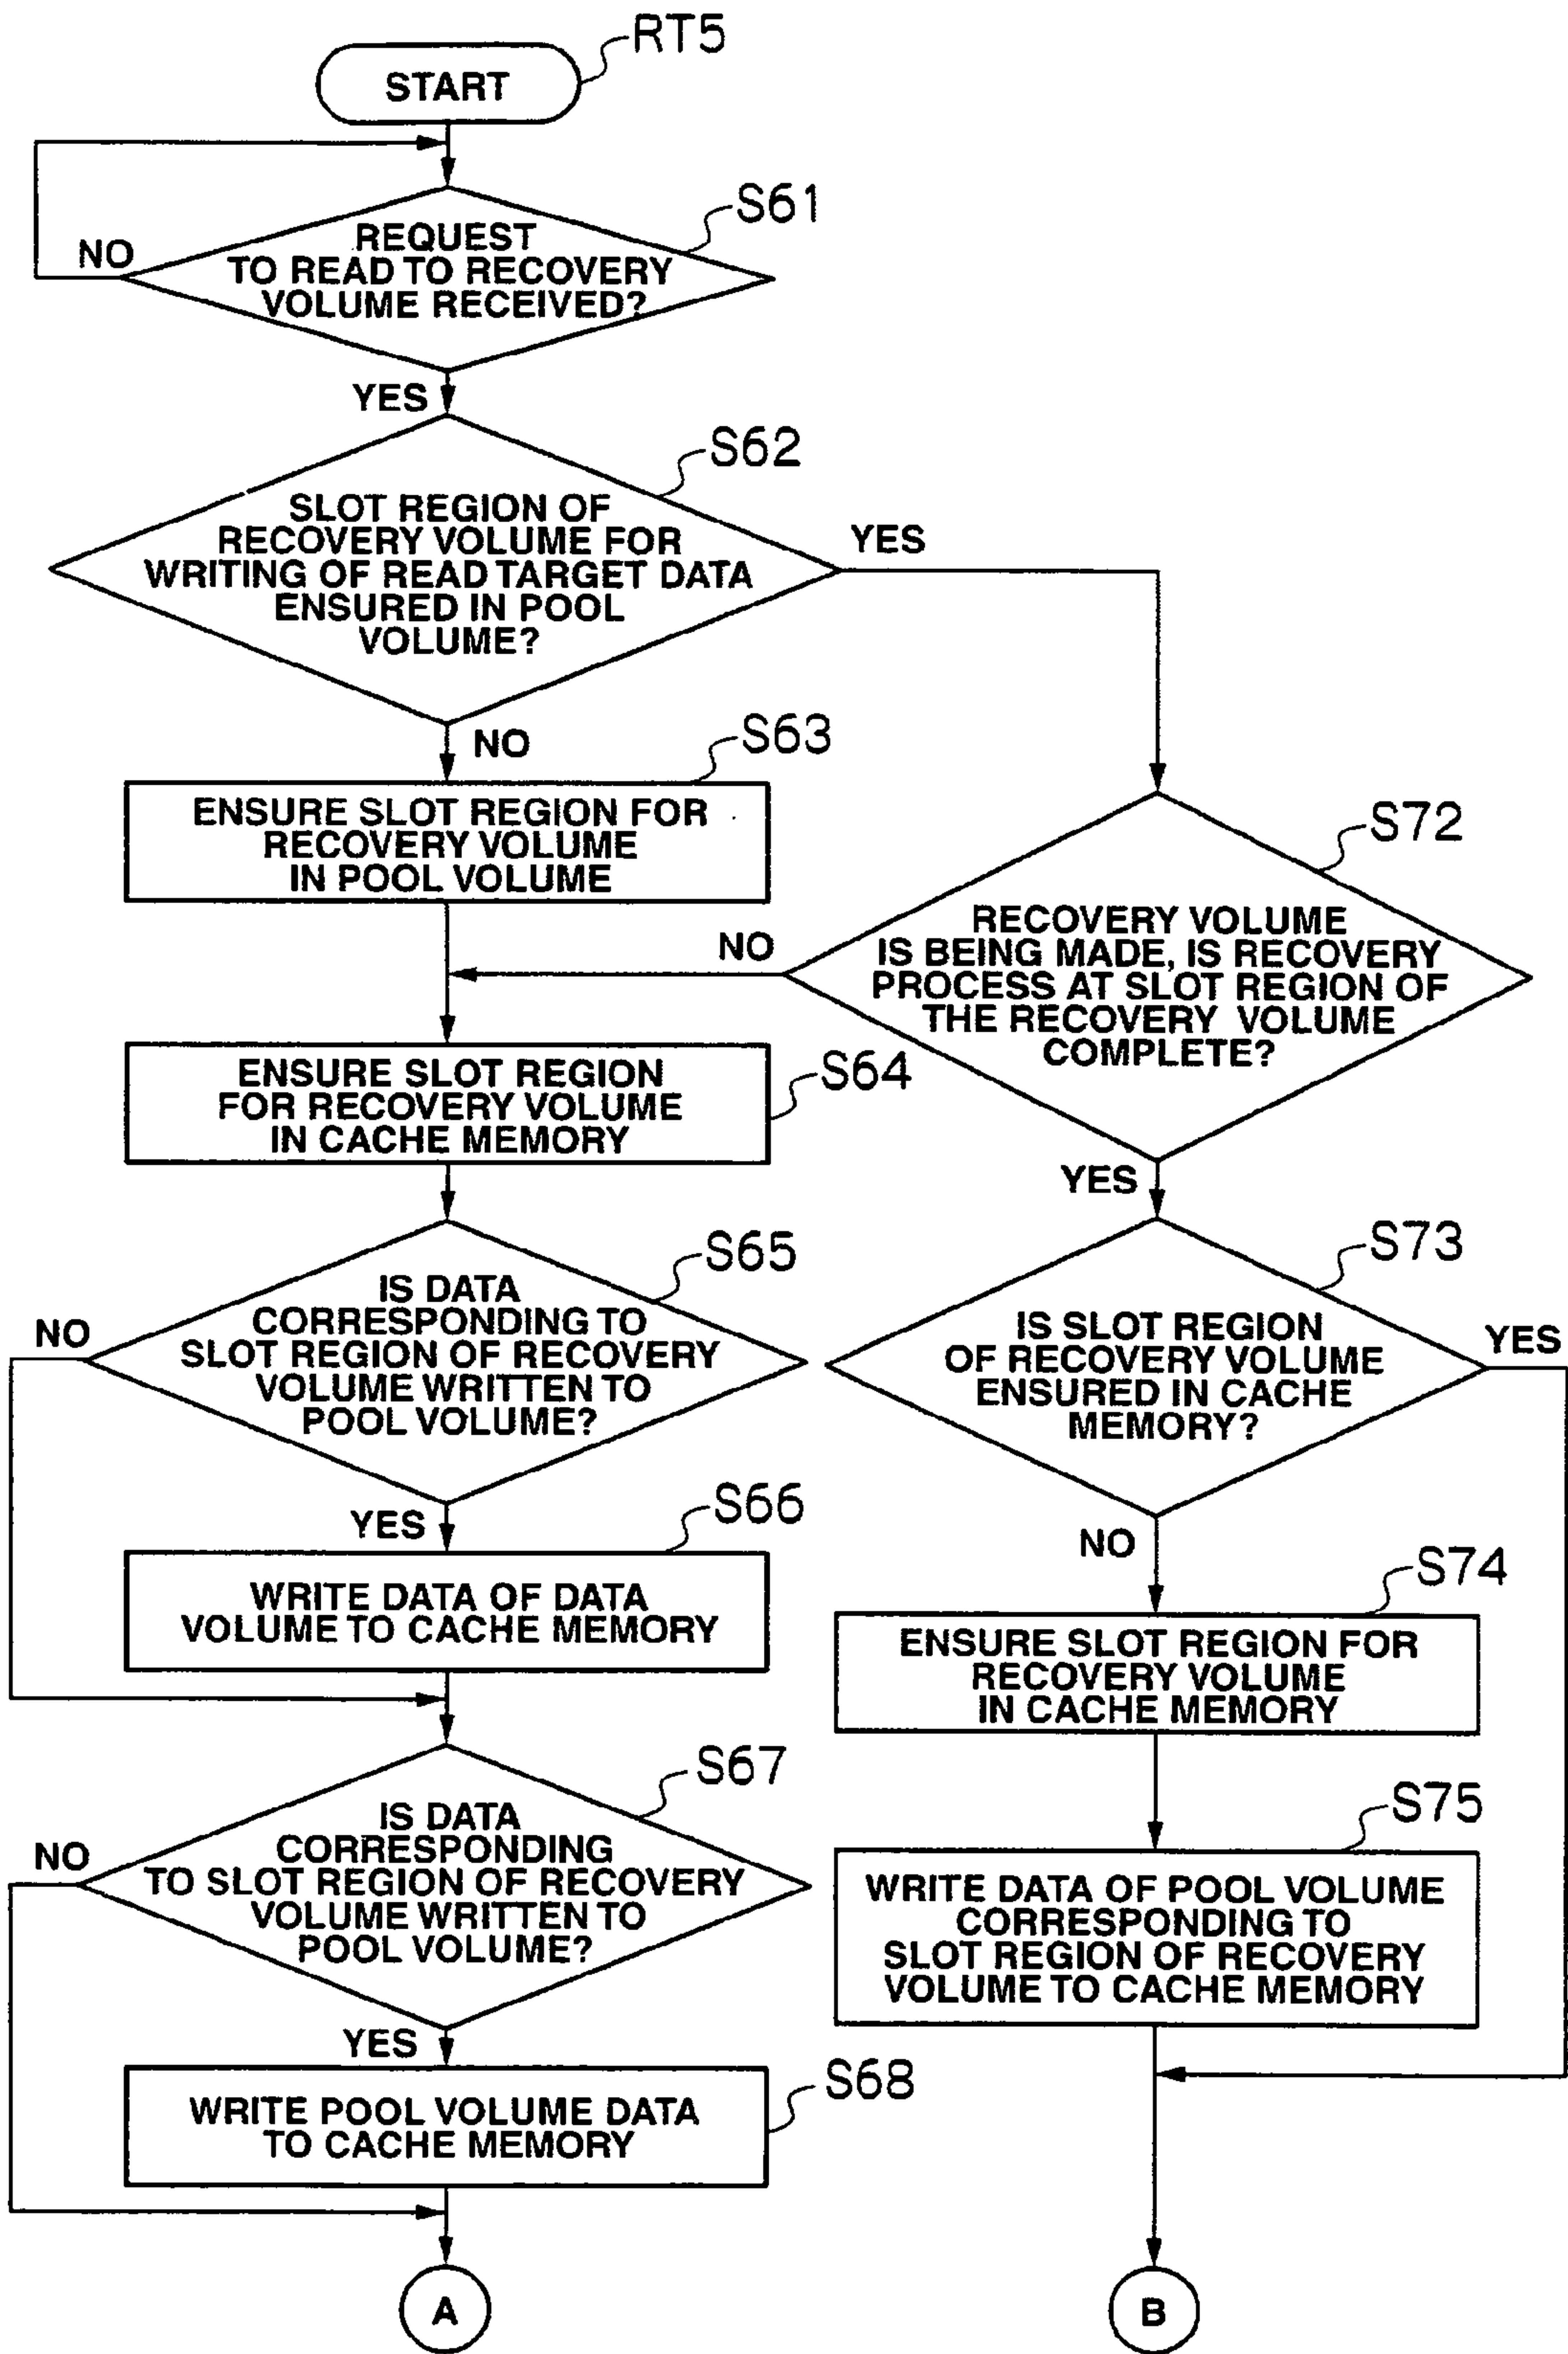 RT5
START
S61
REQUEST
TO READ TO RECOVERY
VOLUME RECEIVED?
NO
YES
S62
SLOT REGION OF
RECOVERY VOLUME FOR
WRITING OF READ TARGET DATA
ENSURED IN POOL
VOLUME?
YES
NO
S63
ENSURE SLOT REGION FOR
RECOVERY VOLUME
IN POOL VOLUME
S72
RECOVERY VOLUME
IS BEING MADE, IS RECOVERY
PROCESS AT SLOT REGION OF
THE RECOVERY VOLUME
COMPLETE?
NO
YES
S64
ENSURE SLOT REGION
FOR RECOVERY VOLUME
IN CACHE MEMORY
S65
IS DATA
CORRESPONDING TO
SLOT REGION OF RECOVERY
VOLUME WRITTEN TO
POOL VOLUME?
NO
YES
S73
IS SLOT REGION
OF RECOVERY VOLUME
ENSURED IN CACHE
MEMORY?
YES
NO
S66
WRITE DATA OF DATA
VOLUME TO CACHE MEMORY
S74
ENSURE SLOT REGION FOR
RECOVERY VOLUME
IN CACHE MEMORY
S67
IS DATA
CORRESPONDING
TO SLOT REGION OF RECOVERY
VOLUME WRITTEN TO
POOL VOLUME?
NO
YES
S75
WRITE DATA OF POOL VOLUME
CORRESPONDING TO
SLOT REGION OF RECOVERY
VOLUME TO CACHE MEMORY
S68
WRITE POOL VOLUME DATA
TO CACHE MEMORY
A
B